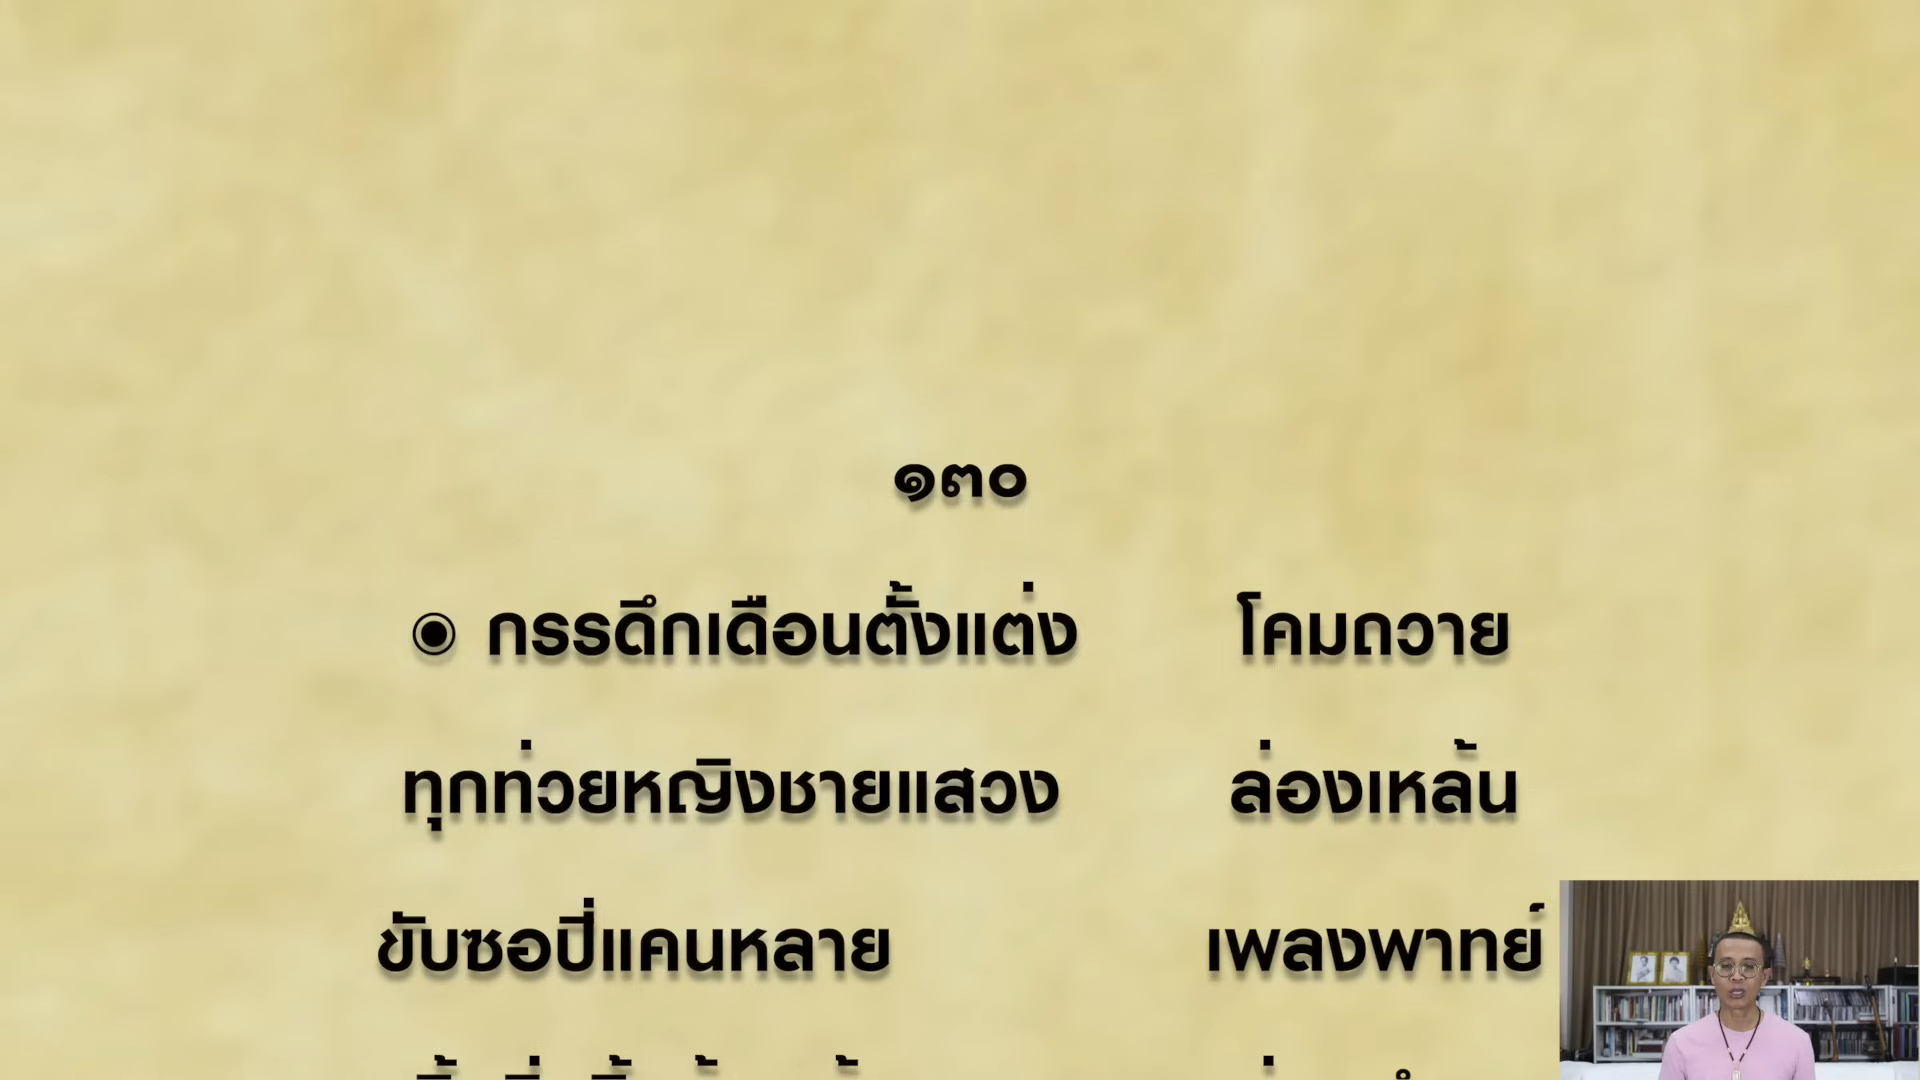 ๑๓๐
๏ กรรดึกเดือนตั้งแต่ง โคมถวาย
ทุกท่วยหญิงชายแสวง ล่องเหล้น
ขับซอปี่แคนหลาย เพลงพาทย์